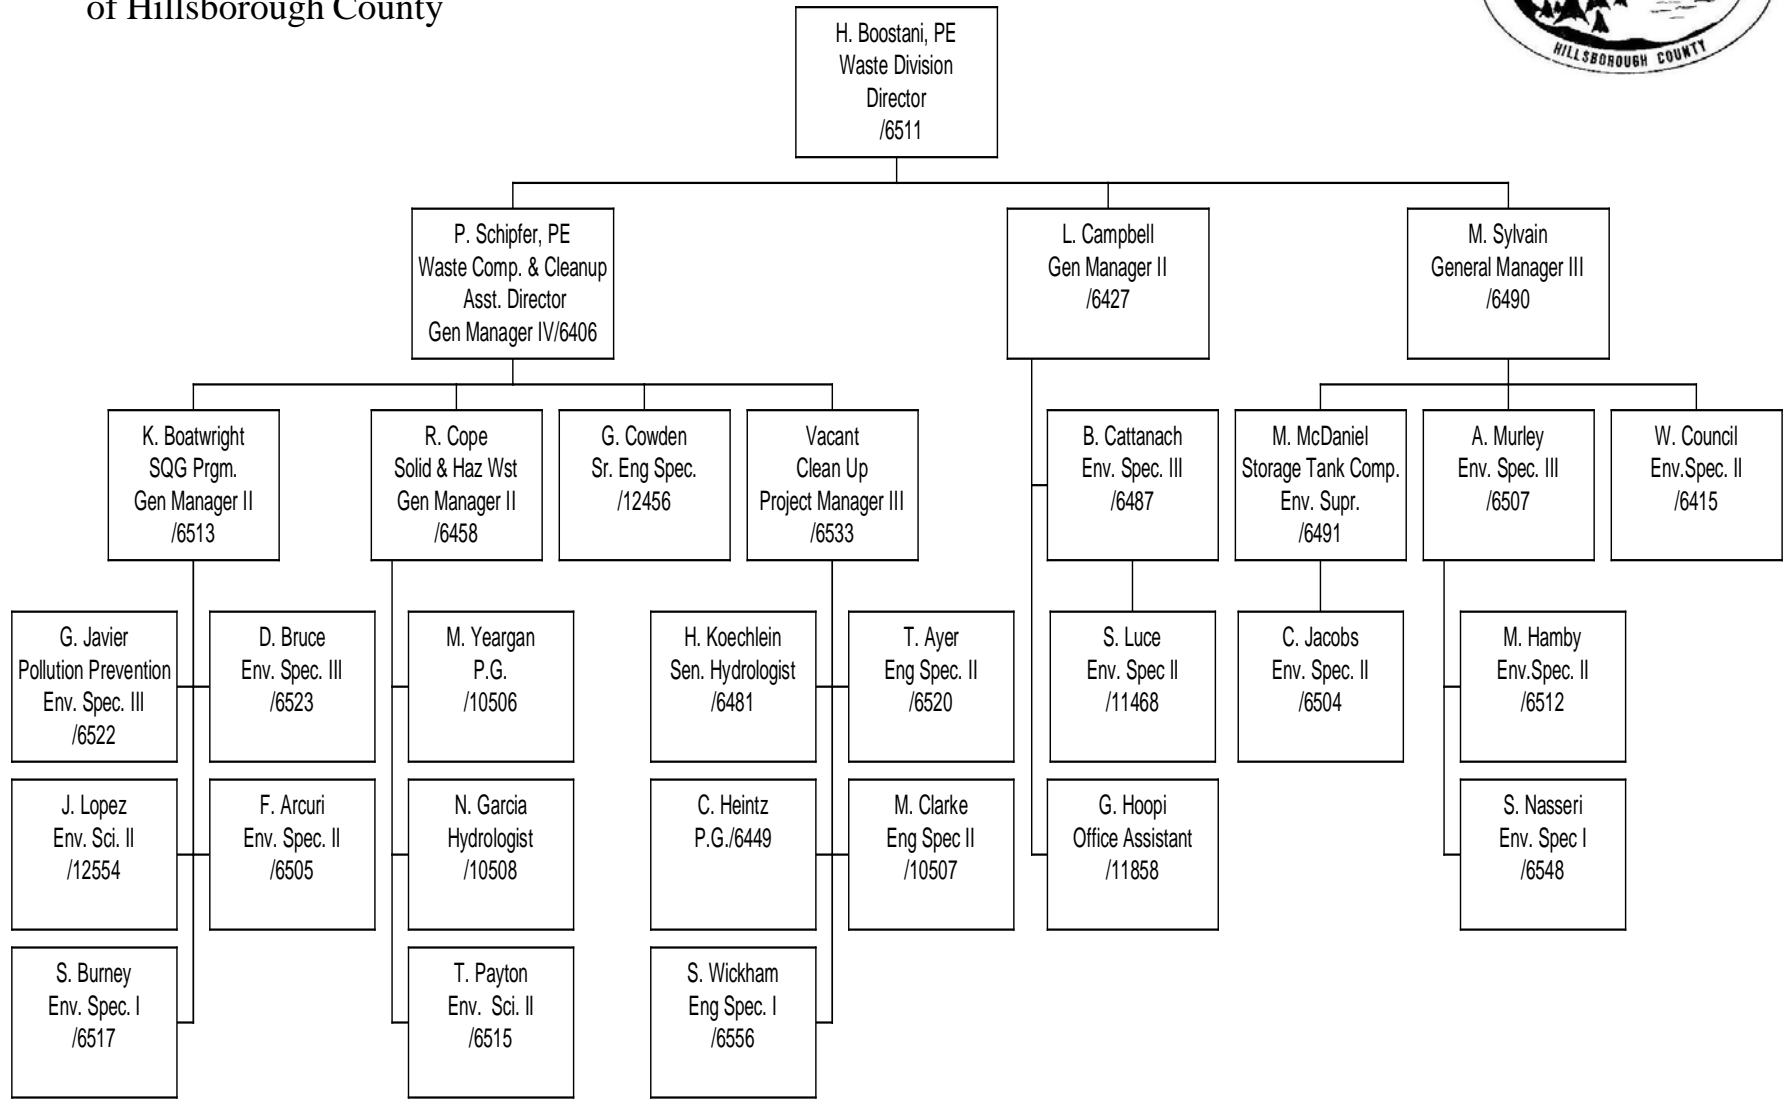 of Hillsborough County
HILLSBOROUGH COUNTY
H. Boostani, PE
Waste Division
Director
/6511
P. Schipfer, PE
Waste Comp. & Cleanup
Asst. Director
Gen Manager IV/6406
L. Campbell
Gen Manager II
/6427
M. Sylvain
General Manager III
/6490
K. Boatwright
SQG Prgm.
Gen Manager II
/6513
R. Cope
Solid & Haz Wst
Gen Manager II
/6458
G. Cowden
Sr. Eng Spec.
/12456
Vacant
Clean Up
Project Manager III
/6533
B. Cattanach
Env. Spec. III
/6487
M. McDaniel
Storage Tank Comp.
Env. Supr.
/6491
A. Murley
Env. Spec. III
/6507
W. Council
Env.Spec. II
/6415
G. Javier
Pollution Prevention
Env. Spec. III
/6522
D. Bruce
Env. Spec. III
/6523
M. Yeargan
P.G.
/10506
H. Koechlein
Sen. Hydrologist
/6481
T. Ayer
Eng Spec. II
/6520
S. Luce
Env. Spec II
/11468
C. Jacobs
Env. Spec. II
/6504
M. Hamby
Env.Spec. II
/6512
J. Lopez
Env. Sci. II
/12554
F. Arcuri
Env. Spec. II
/6505
N. Garcia
Hydrologist
/10508
C. Heintz
P.G./6449
M. Clarke
Eng Spec II
/10507
G. Hoopi
Office Assistant
/11858
S. Nasseri
Env. Spec I
/6548
S. Burney
Env. Spec. I
/6517
T. Payton
Env. Sci. II
/6515
S. Wickham
Eng Spec. I
/6556